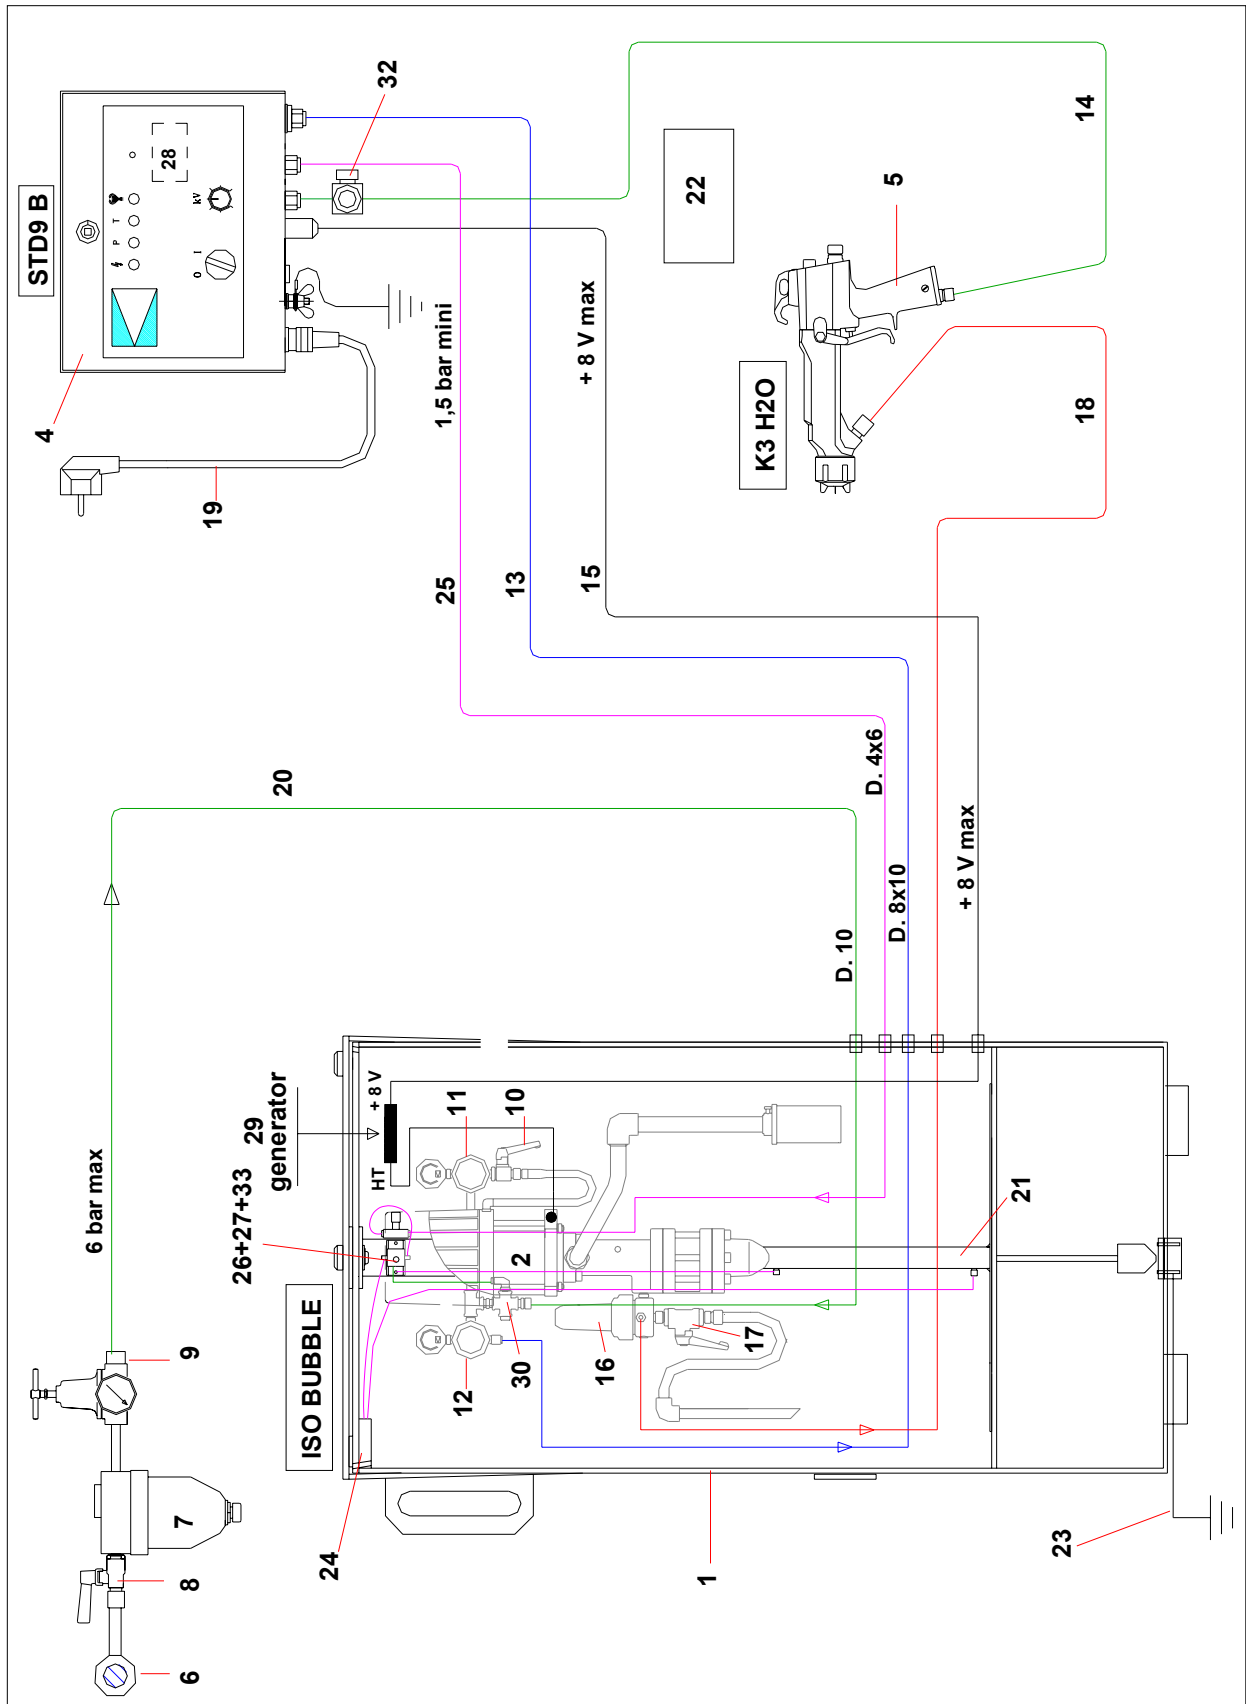 STD9 B
28
kV
O I
P T
4
19
32
14
22
5
K3 H2O
18
1,5 bar mini
+ 8 V max
25
13
15
20
D. 4x6
D. 8x10
D. 10
+ 8 V max
6 bar max
9
7
8
6
ISO BUBBLE
26+27+33
29
generator
HT
+ 8 V
11
10
2
12
30
16
17
21
24
1
23